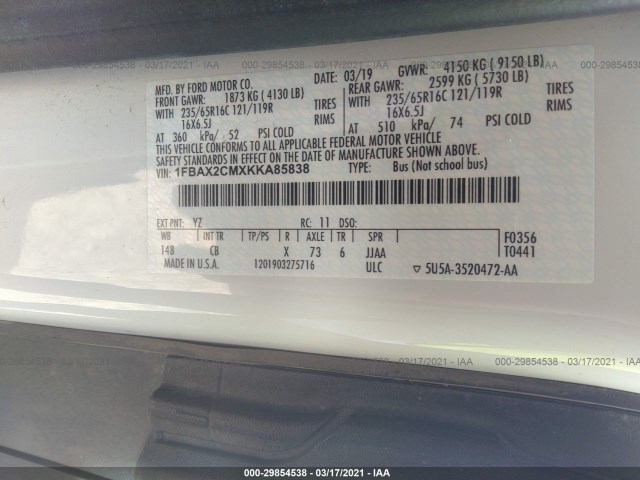 000-29854538 - 03/17/2021 - IAA
MFD. BY FORD MOTOR CO.
DATE: 03/19 GVWR: 4150 KG ( 9150 LB)
FRONT GAWR: 1873 KG ( 4130 LB)
REAR GAWR: 2599 KG ( 5730 LB)
WITH 235/65R16C 121/119R TIRES
WITH 235/65R16C 121/119R TIRES
16X6.5J RIMS
16X6.5J RIMS
AT 360 kPa/ 52 PSI COLD
AT 510 kPa/ 74 PSI COLD
THIS VEHICLE CONFORMS TO ALL APPLICABLE FEDERAL MOTOR VEHICLE
SAFETY STANDARDS IN EFFECT ON THE DATE OF MANUFACTURE SHOWN ABOVE.
VIN: 1FBAX2CMXKKA85838 TYPE: Bus (Not school bus)
EXT PNT: YZ RC: 11 DSO:
WB INT TR TP/PS R AXLE TR SPR F0356
148 CB X 73 6 JJAA T0441
MADE IN U.S.A. 1201903275716 ULC ▽ 5U5A-3520472-AA
000-29854538 - 03/17/2021 - IAA
000-29854538 - 03/17/2021 - IAA